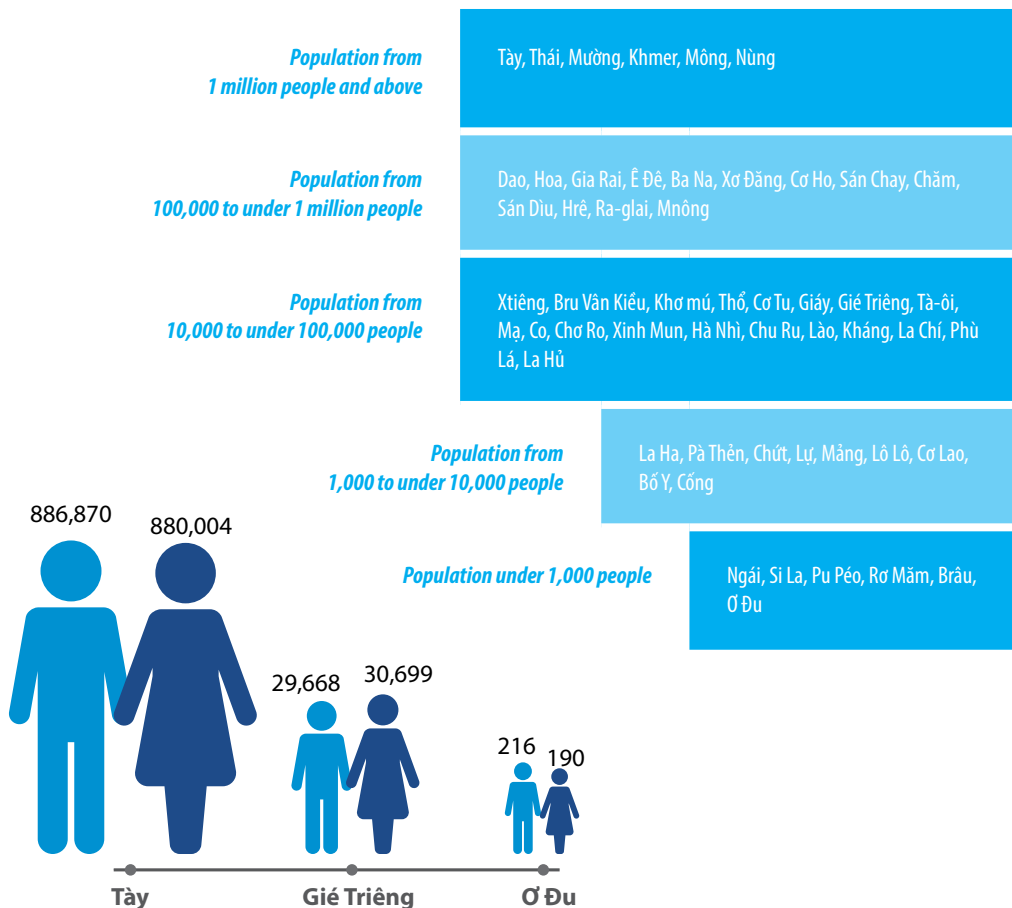 Population from
1 million people and above
Tày, Thái, Mường, Khmer, Mông, Nùng
Population from
100,000 to under 1 million people
Dao, Hoa, Gia Rai, Ê Đê, Ba Na, Xơ Đăng, Cơ Ho, Sán Chay, Chăm,
Sán Dìu, Hrê, Ra-glai, Mnông
Population from
10,000 to under 100,000 people
Xtiêng, Bru Vân Kiều, Khơ mú, Thổ, Cơ Tu, Giáy, Gié Triêng, Tà-ôi,
Mạ, Co, Chơ Ro, Xinh Mun, Hà Nhì, Chu Ru, Lào, Kháng, La Chí, Phù
Lá, La Hủ
Population from
1,000 to under 10,000 people
La Ha, Pà Thẻn, Chứt, Lự, Mảng, Lô Lô, Cơ Lao,
Bố Y, Cống
Population under 1,000 people
Ngái, Si La, Pu Péo, Rơ Măm, Brâu,
Ơ Đu
886,870
880,004
29,668
30,699
216
190
Tày
Gié Triêng
Ơ Đu